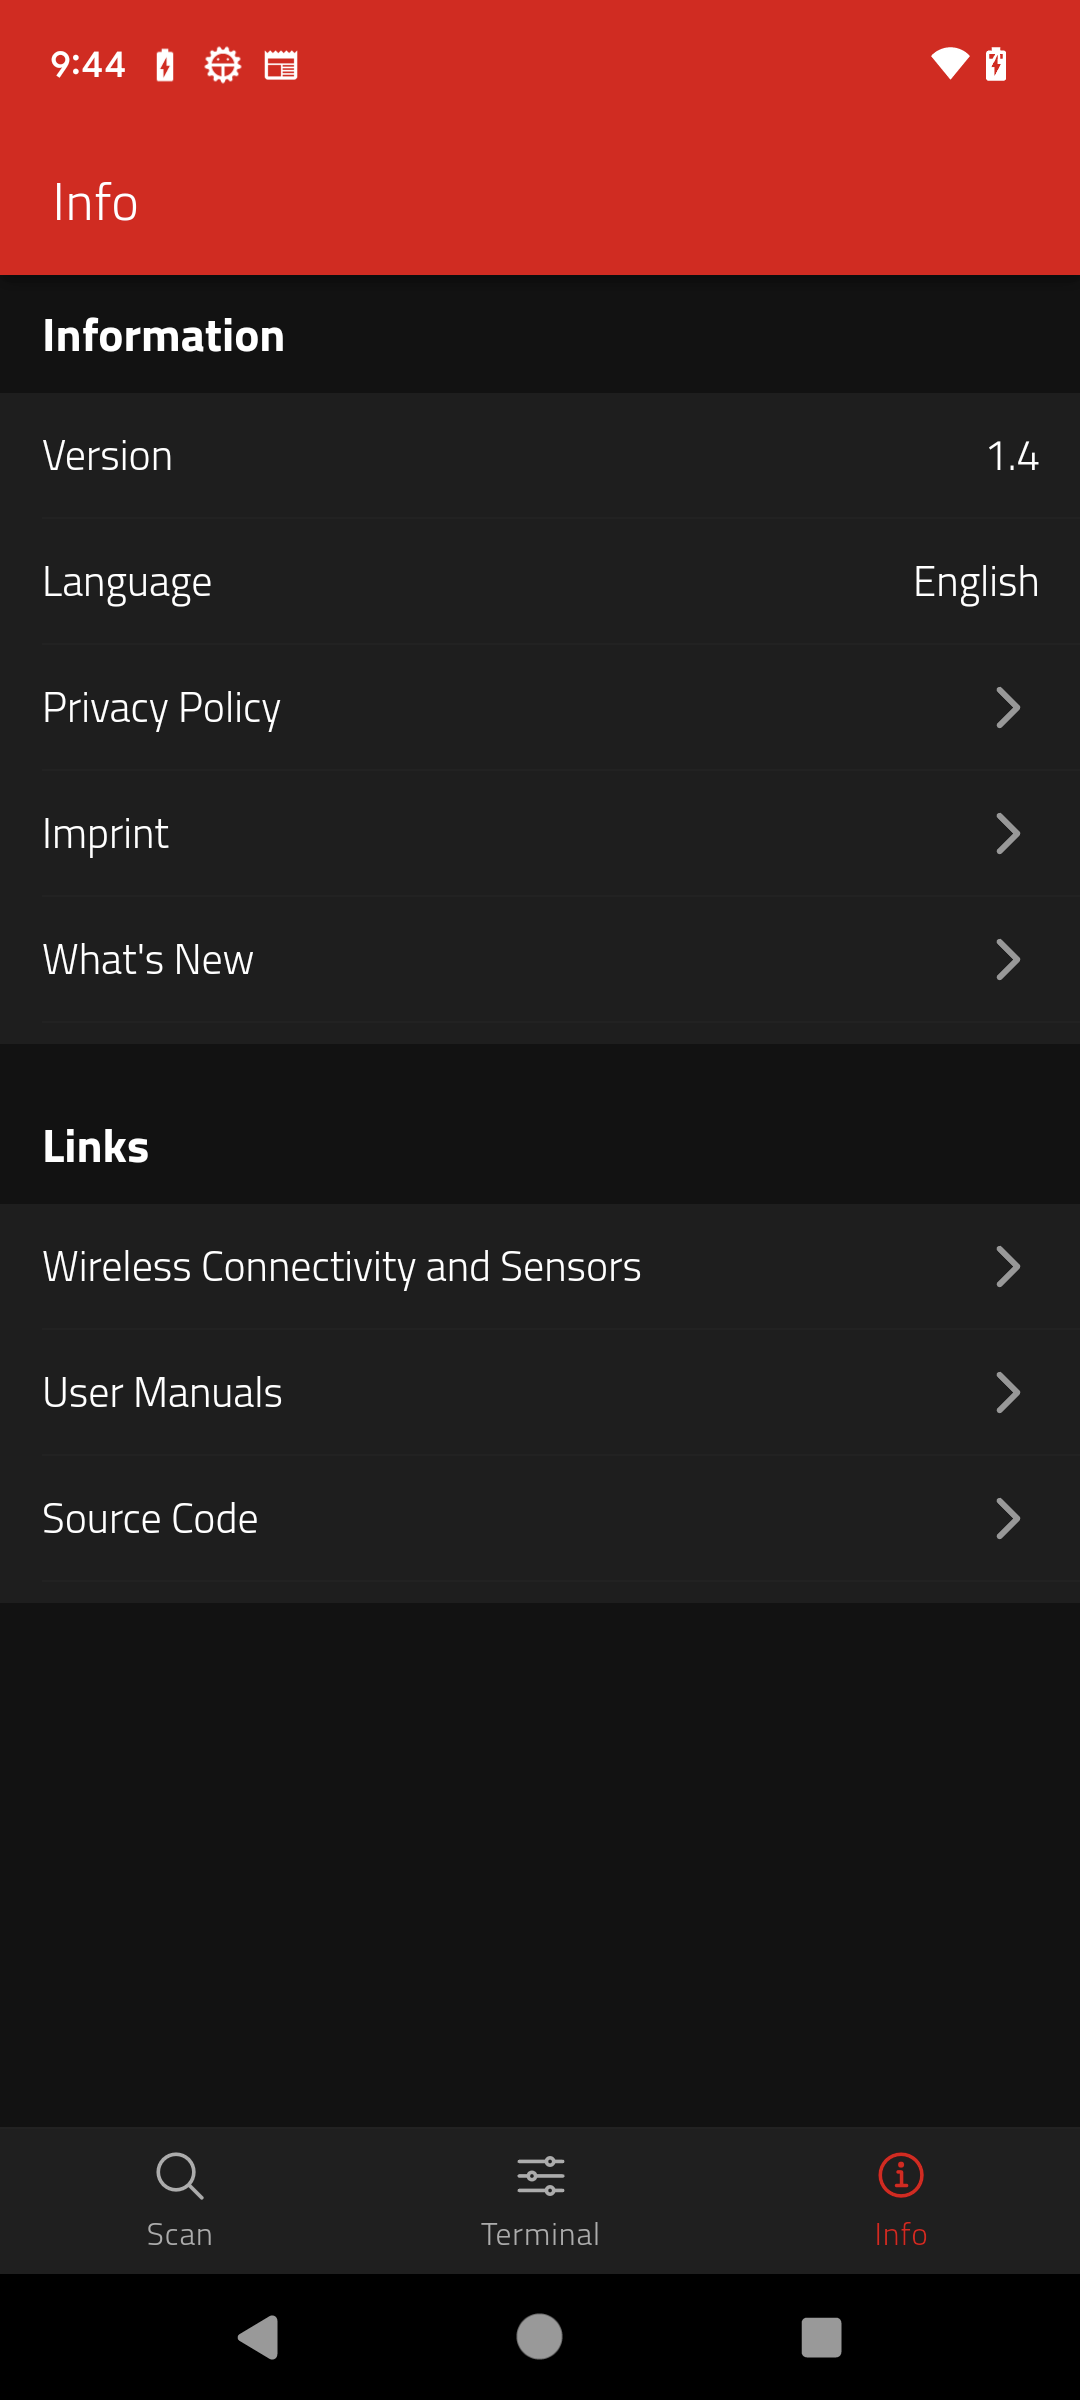 9:44
Info
Information
Version 1.4
Language English
Privacy Policy
Imprint
What's New
Links
Wireless Connectivity and Sensors
User Manuals
Source Code
Scan Terminal Info